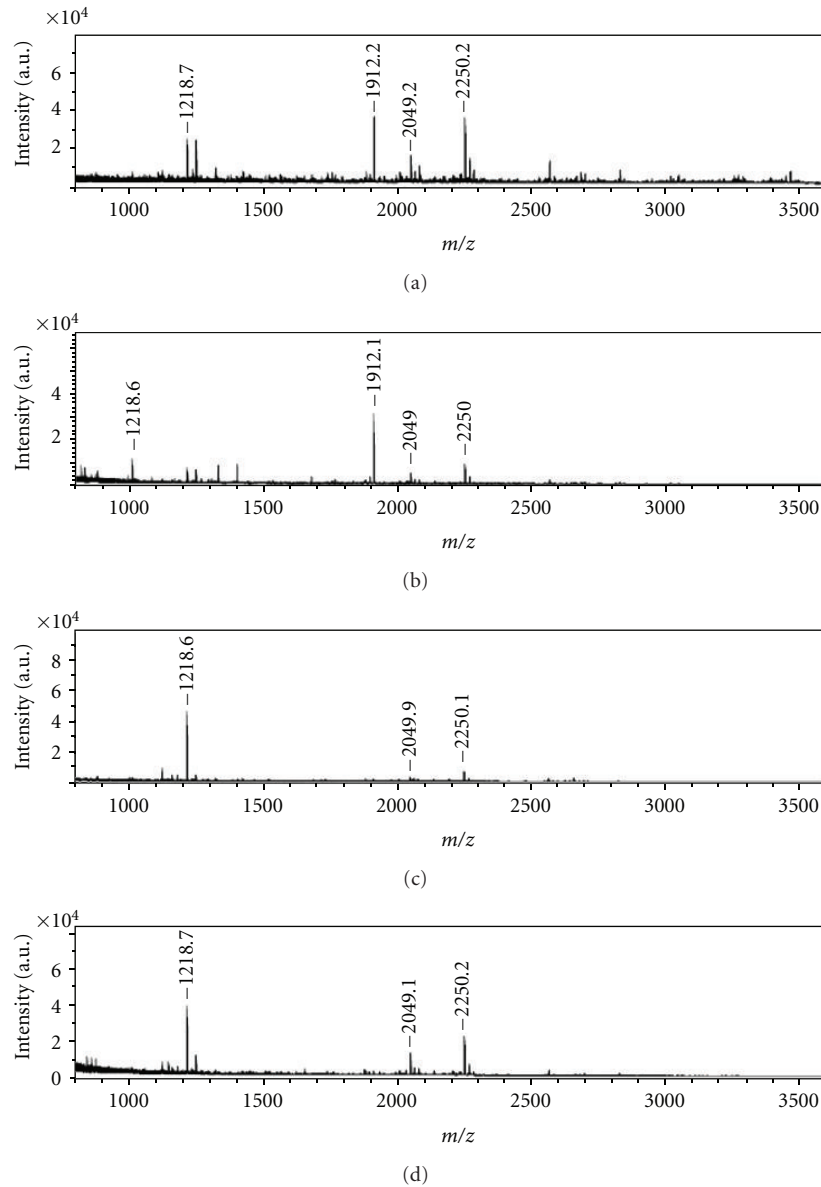 ×10⁴
Intensity (a.u.)
6
4
2
1218.7
1912.2
2049.2
2250.2
1000 1500 2000 2500 3000 3500
m/z
(a)
×10⁴
Intensity (a.u.)
4
2
1218.6
1912.1
2049
2250
1000 1500 2000 2500 3000 3500
m/z
(b)
×10⁴
Intensity (a.u.)
8
6
4
2
1218.6
2049.9
2250.1
1000 1500 2000 2500 3000 3500
m/z
(c)
×10⁴
Intensity (a.u.)
6
4
2
0
1218.7
2049.1
2250.2
1000 1500 2000 2500 3000 3500
m/z
(d)